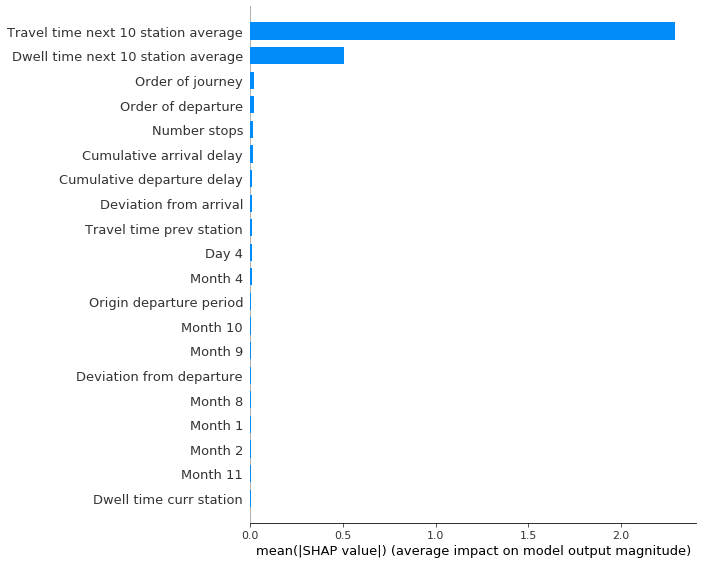 Travel time next 10 station average
Dwell time next 10 station average
Order of journey
Order of departure
Number stops
Cumulative arrival delay
Cumulative departure delay
Deviation from arrival
Travel time prev station
Day 4
Month 4
Origin departure period
Month 10
Month 9
Deviation from departure
Month 8
Month 1
Month 2
Month 11
Dwell time curr station
0.0 0.5 1.0 1.5 2.0
mean(|SHAP value|) (average impact on model output magnitude)